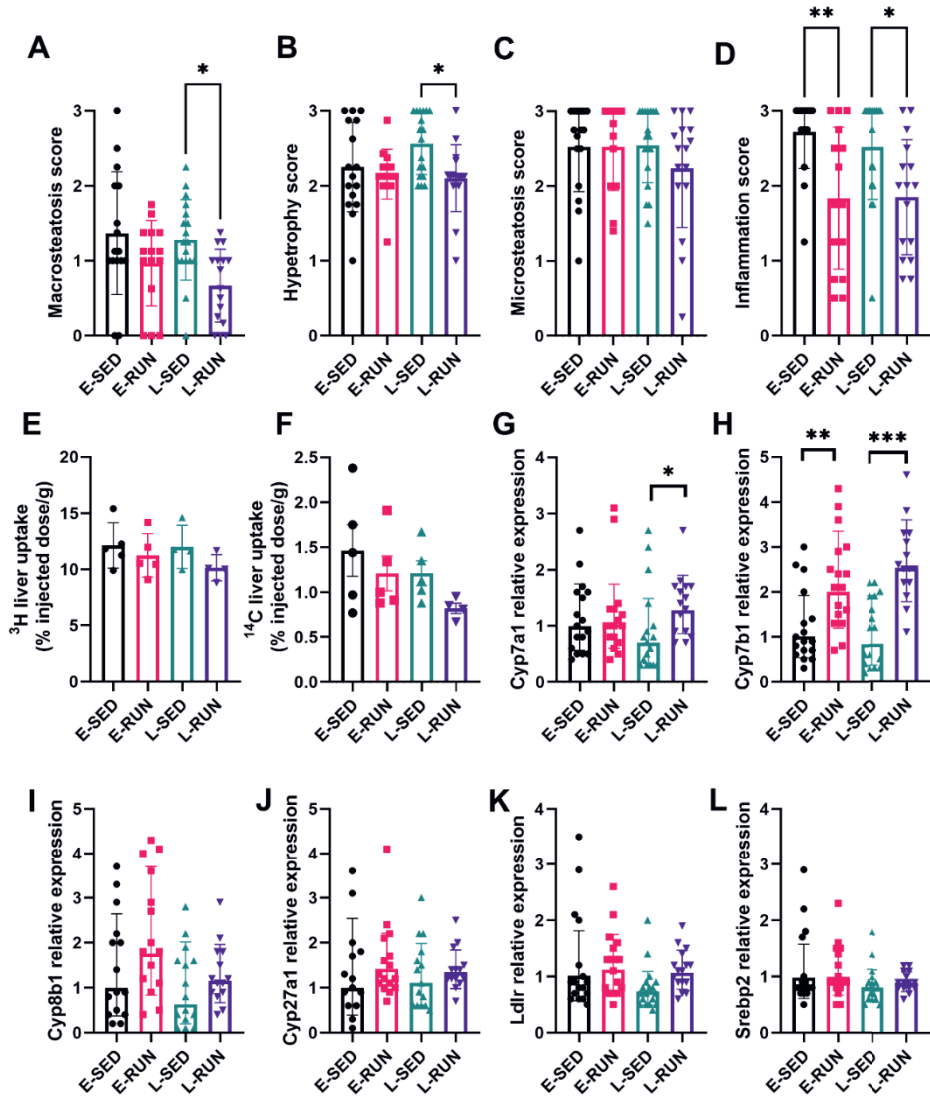 A
Macrosteatosis score
3
2
1
0
*
E-SED
E-RUN
L-SED
L-RUN
B
Hypetrophy score
3
2
1
0
*
E-SED
E-RUN
L-SED
L-RUN
C
Microsteatosis score
3
2
1
0
E-SED
E-RUN
L-SED
L-RUN
D
Inflammation score
3
2
1
0
**
*
E-SED
E-RUN
L-SED
L-RUN
E
³H liver uptake
(% injected dose/g)
20
15
10
5
0
E-SED
E-RUN
L-SED
L-RUN
F
¹⁴C liver uptake
(% injected dose/g)
2.5
2.0
1.5
1.0
0.5
0.0
E-SED
E-RUN
L-SED
L-RUN
G
Cyp7a1 relative expression
4
3
2
1
0
*
E-SED
E-RUN
L-SED
L-RUN
H
Cyp7b1 relative expression
5
4
3
2
1
0
**
***
E-SED
E-RUN
L-SED
L-RUN
I
Cyp8b1 relative expression
5
4
3
2
1
0
E-SED
E-RUN
L-SED
L-RUN
J
Cyp27a1 relative expression
5
4
3
2
1
0
E-SED
E-RUN
L-SED
L-RUN
K
Ldlr relative expression
4
3
2
1
0
E-SED
E-RUN
L-SED
L-RUN
L
Srebp2 relative expression
4
3
2
1
0
E-SED
E-RUN
L-SED
L-RUN